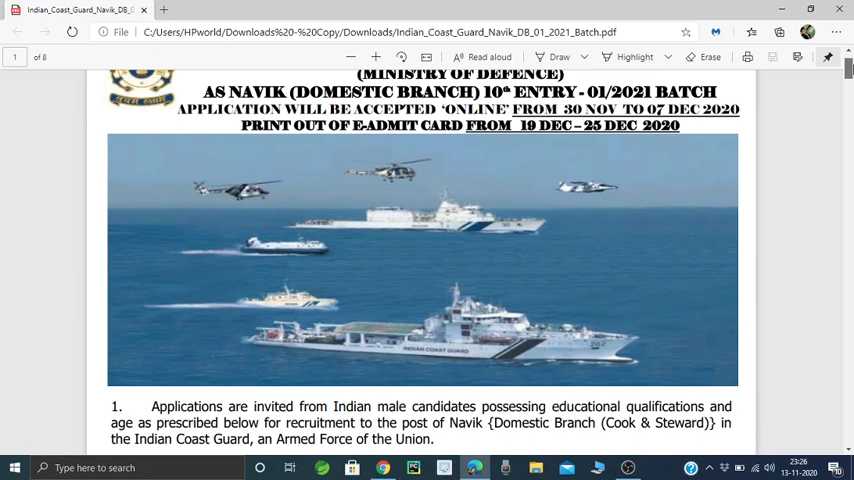 Indian_Coast_Guard_Navik_DB_0
File
C:/Users/HPworld/Downloads%20-%20Copy/Downloads/Indian_Coast_Guard_Navik_DB_01_2021_Batch.pdf
1 of 8
Read aloud
Draw
Highlight
Erase
(MINISTRY OF DEFENCE)
AS NAVIK (DOMESTIC BRANCH) 10th ENTRY - 01/2021 BATCH
APPLICATION WILL BE ACCEPTED ‘ONLINE’ FROM 30 NOV TO 07 DEC 2020
PRINT OUT OF E-ADMIT CARD FROM 19 DEC – 25 DEC 2020
INDIAN COAST GUARD
202
1. Applications are invited from Indian male candidates possessing educational qualifications and
age as prescribed below for recruitment to the post of Navik {Domestic Branch (Cook & Steward)} in
the Indian Coast Guard, an Armed Force of the Union.
Type here to search
23:26
13-11-2020